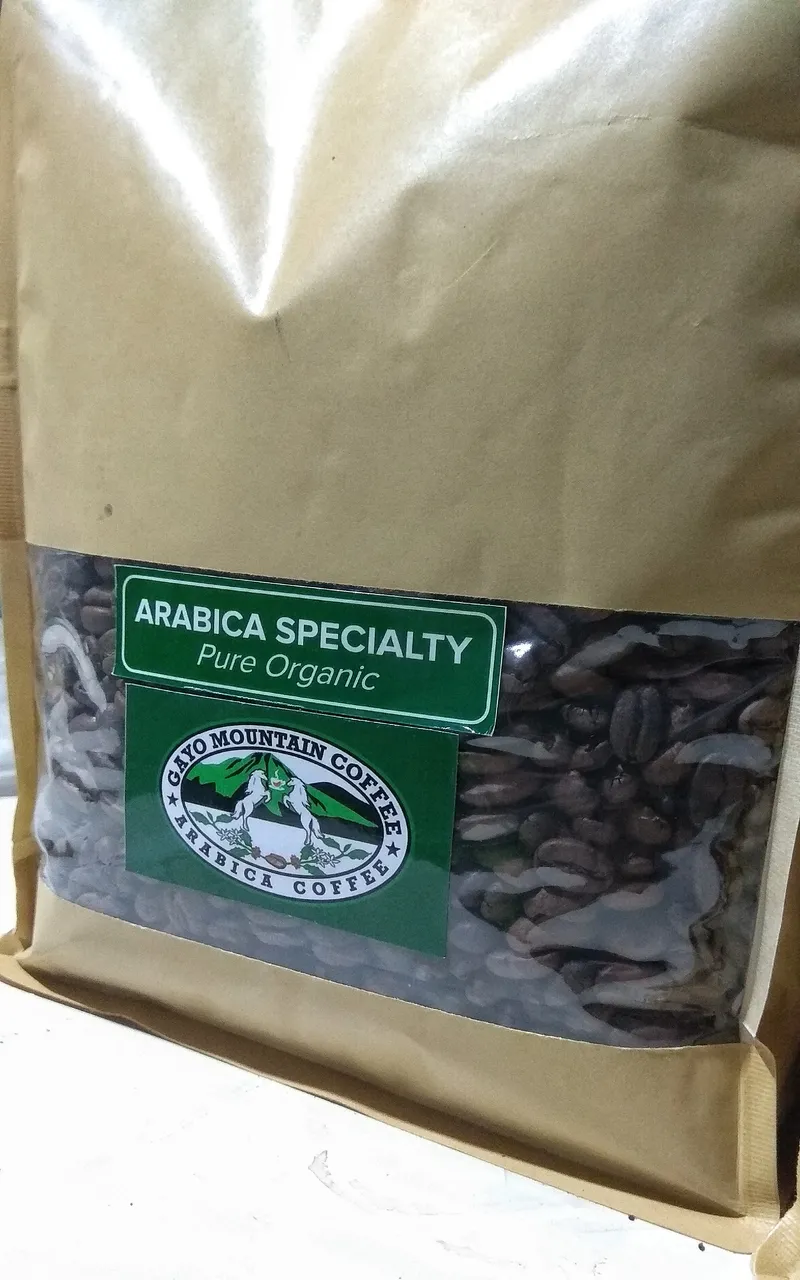 ARABICA SPECIALTY
Pure Organic
GAYO MOUNTAIN COFFEE
ARABICA COFFEE